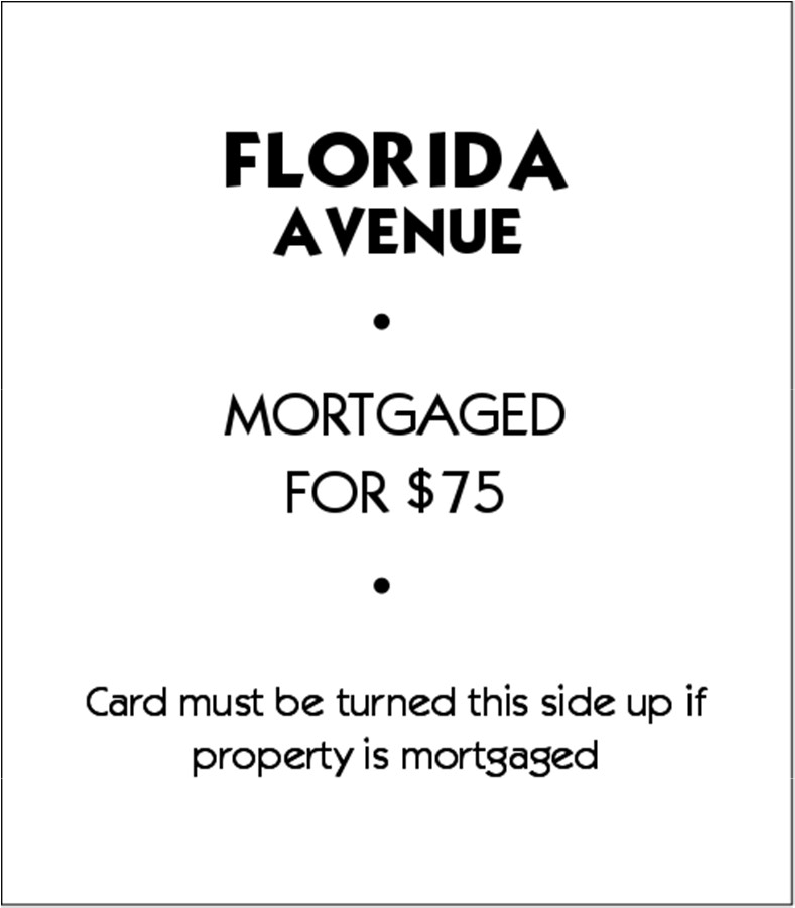 FLORIDA
AVENUE
•
MORTGAGED
FOR $75
•
Card must be turned this side up if
property is mortgaged